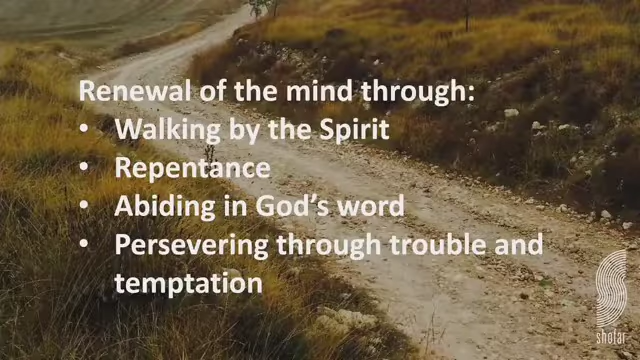 Renewal of the mind through:
• Walking by the Spirit
• Repentance
• Abiding in God's word
• Persevering through trouble and
temptation
shofar